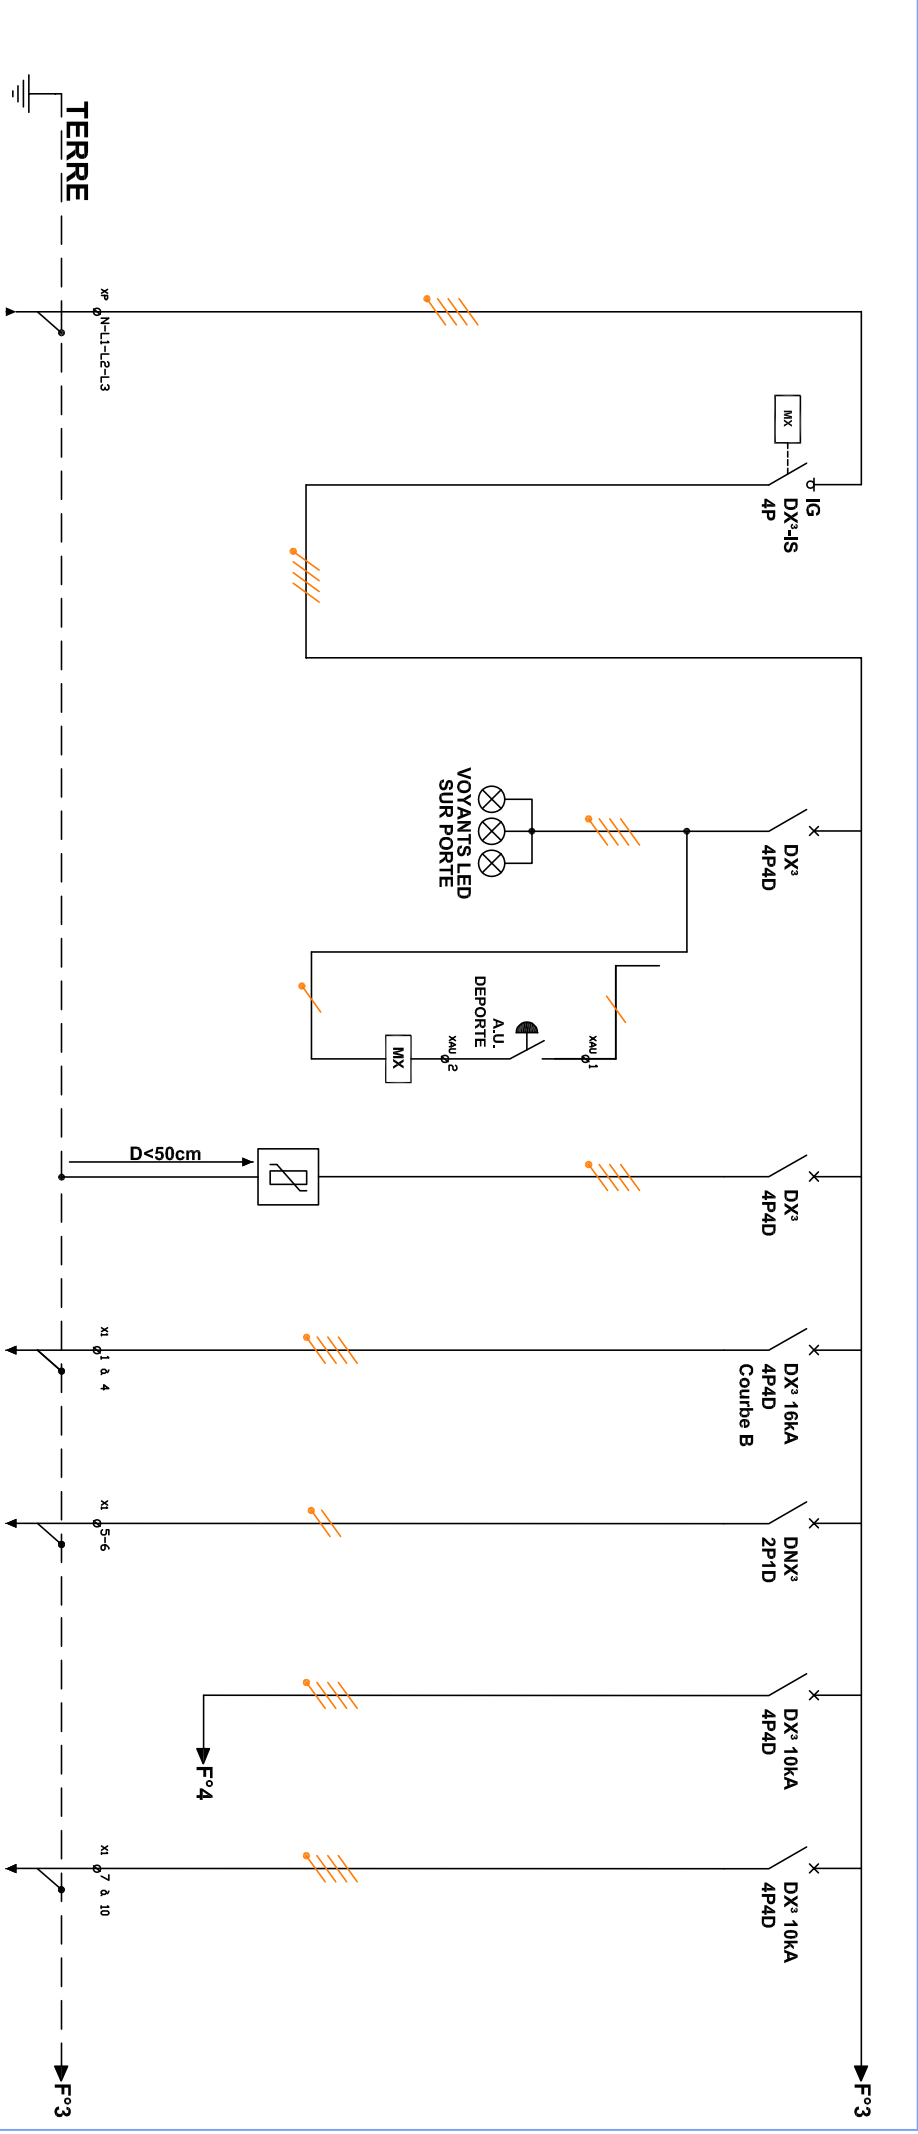 TERRE
XP
N-L1-L2-L3
MX
IG
DX³-IS
4P
VOYANTS LED
SUR PORTE
DX³
4P4D
A.U.
DEPORTE
XAU
1
XAU
2
MX
D<50cm
DX³
4P4D
X1
1 à 4
DX³ 16kA
4P4D
Courbe B
X1
5-6
DNX³
2P1D
F°4
DX³ 10kA
4P4D
X1
7 à 10
DX³ 10kA
4P4D
F°3
F°3